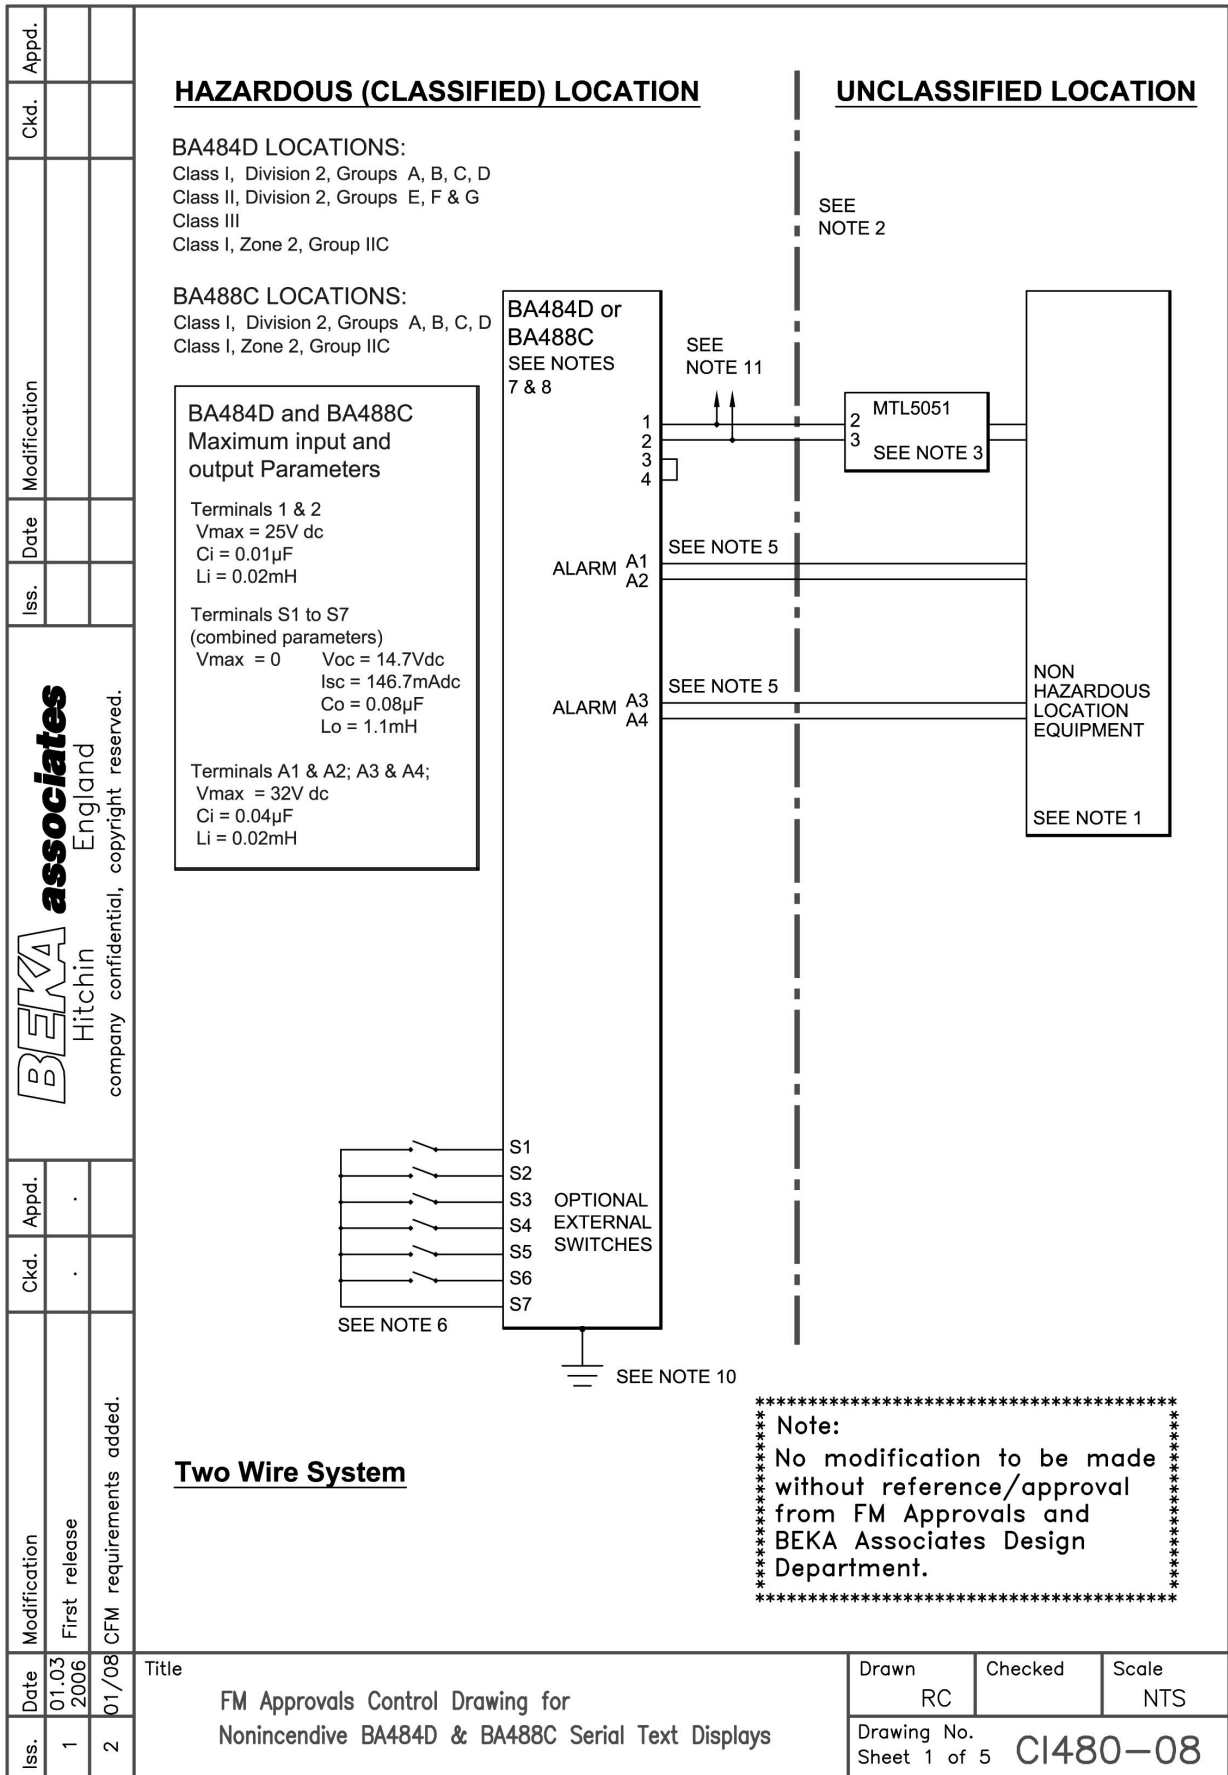 HAZARDOUS (CLASSIFIED) LOCATION
UNCLASSIFIED LOCATION
BA484D LOCATIONS:
Class I, Division 2, Groups A, B, C, D
Class II, Division 2, Groups E, F & G
Class III
Class I, Zone 2, Group IIC
SEE
NOTE 2
BA488C LOCATIONS:
Class I, Division 2, Groups A, B, C, D
Class I, Zone 2, Group IIC
BA484D or
BA488C
SEE NOTES
7 & 8
SEE
NOTE 11
1
2
3
4
MTL5051
2
3
SEE NOTE 3
BA484D and BA488C
Maximum input and
output Parameters
Terminals 1 & 2
Vmax = 25V dc
Ci = 0.01µF
Li = 0.02mH
Terminals S1 to S7
(combined parameters)
Vmax = 0 Voc = 14.7Vdc
Isc = 146.7mAdc
Co = 0.08µF
Lo = 1.1mH
Terminals A1 & A2; A3 & A4;
Vmax = 32V dc
Ci = 0.04µF
Li = 0.02mH
ALARM A1
A2
SEE NOTE 5
ALARM A3
A4
SEE NOTE 5
NON
HAZARDOUS
LOCATION
EQUIPMENT
SEE NOTE 1
S1
S2
S3
S4
S5
S6
S7
OPTIONAL
EXTERNAL
SWITCHES
SEE NOTE 6
SEE NOTE 10
Two Wire System
****************************************
Note:
No modification to be made
without reference/approval
from FM Approvals and
BEKA Associates Design
Department.
****************************************
Title
FM Approvals Control Drawing for
Nonincendive BA484D & BA488C Serial Text Displays
Drawn
RC
Checked
Scale
NTS
Drawing No.
Sheet 1 of 5
CI480-08
Iss. Date Modification Ckd. Appd.
1 01.03 2006 First release . .
2 01/08 CFM requirements added.
BEKA associates
Hitchin England
company confidential, copyright reserved.
Iss. Date Modification Ckd. Appd.